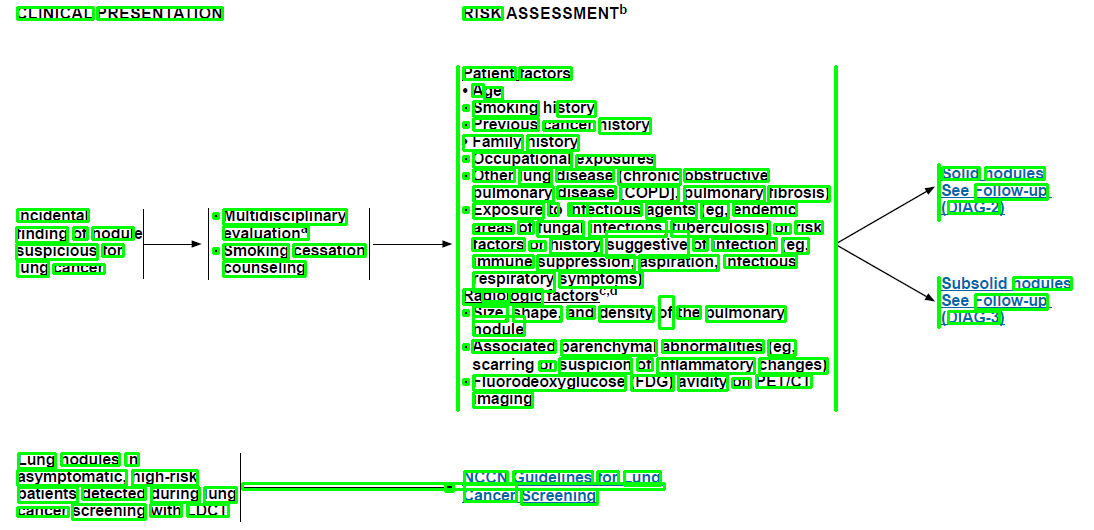 CLINICAL PRESENTATION
RISK ASSESSMENTᵇ
Incidental
finding of nodule
suspicious for
lung cancer
• Multidisciplinary
evaluationᵃ
• Smoking cessation
counseling
Patient factors
• Age
• Smoking history
• Previous cancer history
• Family history
• Occupational exposures
• Other lung disease (chronic obstructive
pulmonary disease [COPD], pulmonary fibrosis)
• Exposure to infectious agents (eg, endemic
areas of fungal infections, tuberculosis) or risk
factors or history suggestive of infection (eg,
immune suppression, aspiration, infectious
respiratory symptoms)
Radiologic factorsᶜ,ᵈ
• Size, shape, and density of the pulmonary
nodule
• Associated parenchymal abnormalities (eg,
scarring or suspicion of inflammatory changes)
• Fluorodeoxyglucose (FDG) avidity on PET/CT
imaging
Solid nodules
See Follow-up
(DIAG-2)
Subsolid nodules
See Follow-up
(DIAG-3)
Lung nodules in
asymptomatic, high-risk
patients detected during lung
cancer screening with LDCT
NCCN Guidelines for Lung
Cancer Screening